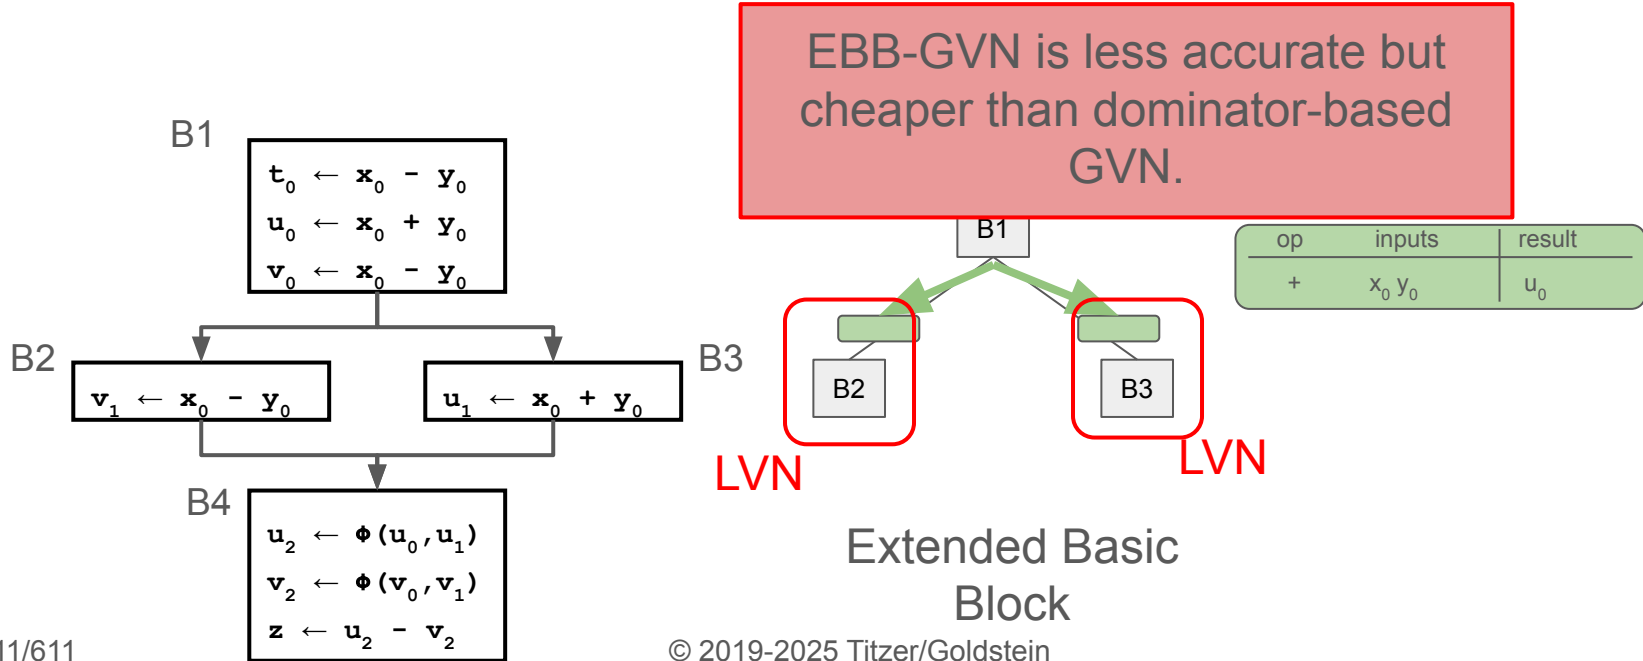 EBB-GVN is less accurate but
cheaper than dominator-based
GVN.
B1
t₀ ← x₀ - y₀
u₀ ← x₀ + y₀
v₀ ← x₀ - y₀
B2
v₁ ← x₀ - y₀
B3
u₁ ← x₀ + y₀
B4
u₂ ← Φ(u₀,u₁)
v₂ ← Φ(v₀,v₁)
z ← u₂ - v₂
B1
op inputs result
+ x₀ y₀ u₀
B2
B3
LVN
LVN
Extended Basic
Block
11/611
© 2019-2025 Titzer/Goldstein